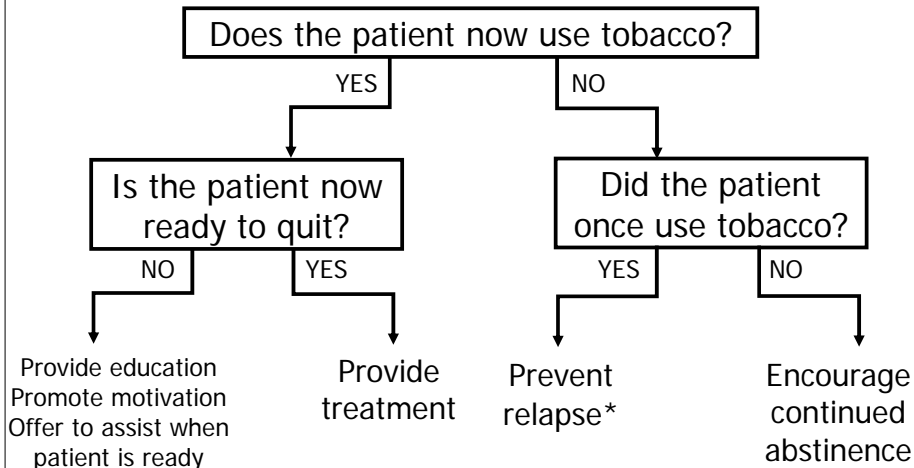 Does the patient now use tobacco?
YES
NO
Is the patient now
ready to quit?
Did the patient
once use tobacco?
NO
YES
YES
NO
Provide education
Promote motivation
Offer to assist when
patient is ready
Provide
treatment
Prevent
relapse*
Encourage
continued
abstinence